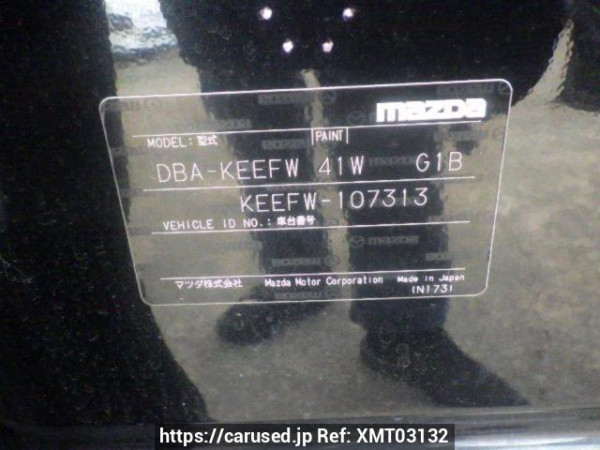 mazda
MODEL: 型式 PAINT
DBA-KEEFW 41W G1B
KEEFW-107313
VEHICLE ID NO.: 車台番号
マツダ株式会社 Mazda Motor Corporation Made in Japan
(N173)
https://carused.jp Ref: XMT03132